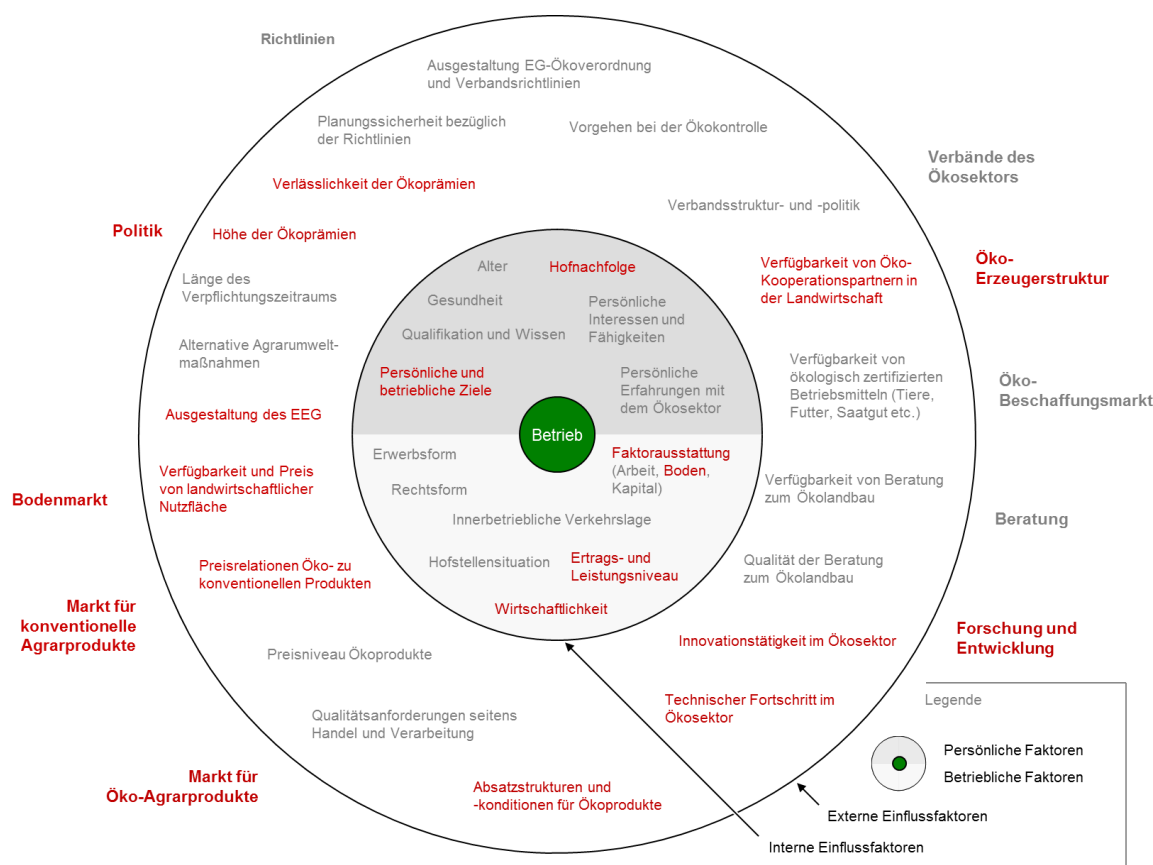 Richtlinien
Ausgestaltung EG-Ökoverordnung
und Verbandsrichtlinien
Planungssicherheit bezüglich
der Richtlinien
Vorgehen bei der Ökokontrolle
Verbände des
Ökosektors
Verlässlichkeit der Ökoprämien
Verbandsstruktur- und -politik
Politik
Höhe der Ökoprämien
Öko-
Erzeugerstruktur
Verfügbarkeit von Öko-
Kooperationspartnern in
der Landwirtschaft
Länge des
Verpflichtungszeitraums
Alter
Hofnachfolge
Gesundheit
Persönliche
Interessen und
Fähigkeiten
Qualifikation und Wissen
Alternative Agrarumwelt-
maßnahmen
Persönliche und
betriebliche Ziele
Persönliche
Erfahrungen mit
dem Ökosektor
Verfügbarkeit von
ökologisch zertifizierten
Betriebsmitteln (Tiere,
Futter, Saatgut etc.)
Öko-
Beschaffungsmarkt
Ausgestaltung des EEG
Betrieb
Erwerbsform
Faktorausstattung
(Arbeit, Boden,
Kapital)
Bodenmarkt
Verfügbarkeit und Preis
von landwirtschaftlicher
Nutzfläche
Rechtsform
Verfügbarkeit von Beratung
zum Ökolandbau
Beratung
Innerbetriebliche Verkehrslage
Preisrelationen Öko- zu
konventionellen Produkten
Hofstellensituation
Ertrags- und
Leistungsniveau
Qualität der Beratung
zum Ökolandbau
Wirtschaftlichkeit
Markt für
konventionelle
Agrarprodukte
Innovationstätigkeit im Ökosektor
Forschung und
Entwicklung
Preisniveau Ökoprodukte
Technischer Fortschritt im
Ökosektor
Qualitätsanforderungen seitens
Handel und Verarbeitung
Markt für
Öko-Agrarprodukte
Absatzstrukturen und
-konditionen für Ökoprodukte
Legende
Persönliche Faktoren
Betriebliche Faktoren
Externe Einflussfaktoren
Interne Einflussfaktoren